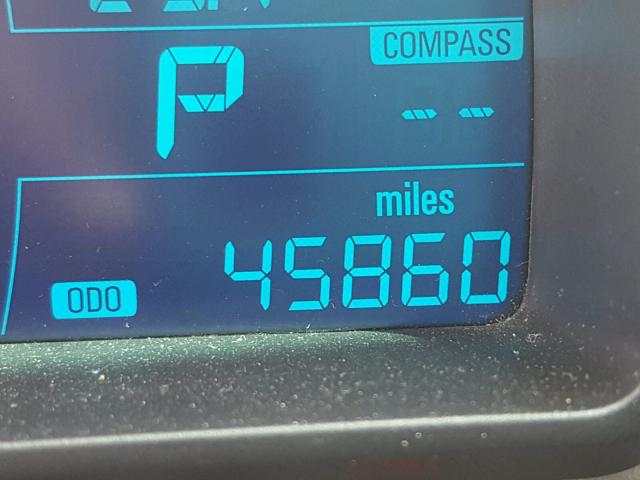 COMPASS
P
--
miles
ODO 45860